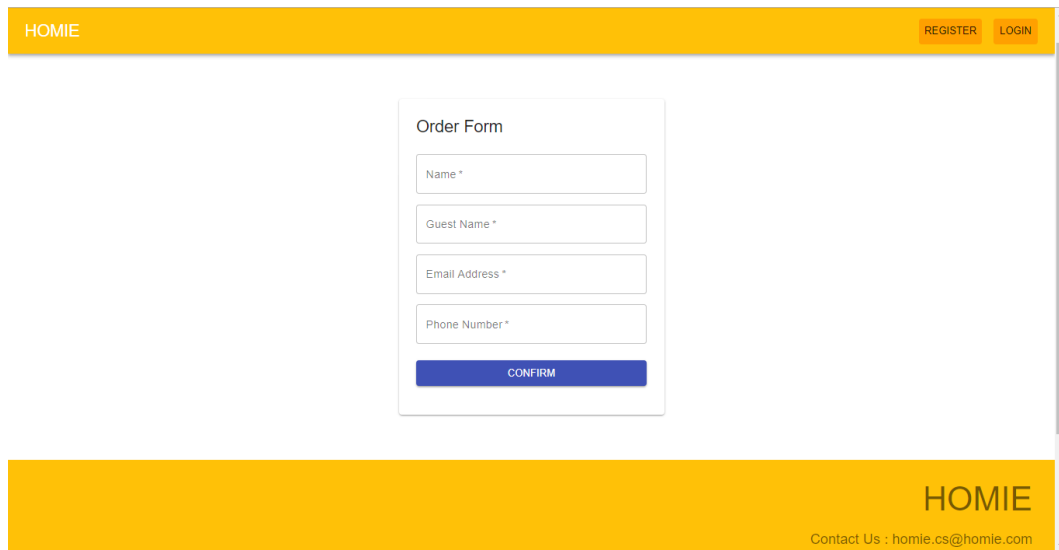 HOMIE
REGISTER LOGIN
Order Form
Name *
Guest Name *
Email Address *
Phone Number *
CONFIRM
HOMIE
Contact Us : homie.cs@homie.com